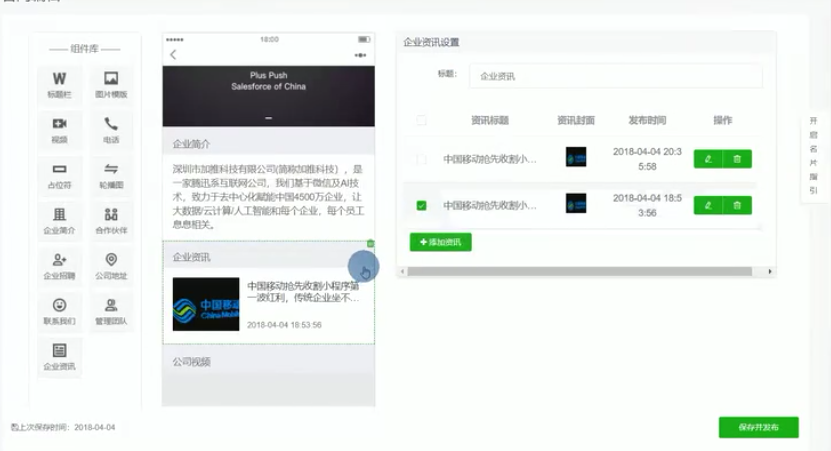 组件库
W
标题栏
图片模版
视频
电话
占位符
轮播图
企业简介
合作伙伴
企业招聘
公司地址
联系我们
管理团队
企业资讯
18:00
Plus Push
Salesforce of China
企业简介
深圳市加推科技有限公司(简称加推科技），是
一家腾迅系互联网公司，我们基于微信及AI技
术，致力于去中心化赋能中国4500万企业，让
大数据/云计算/人工智能和每个企业，每个员工
息息相关。
企业资讯
中国移动抢先收割小程序第
一波红利，传统企业坐不...
2018-04-04 18:53:56
公司视频
企业资讯设置
标题：
企业资讯
资讯标题 资讯封面 发布时间 操作
中国移动抢先收割小... 2018-04-04 20:3
5:58
中国移动抢先收割小... 2018-04-04 18:5
3:56
+添加资讯
开启名片指引
上次保存时间：2018-04-04
保存并发布